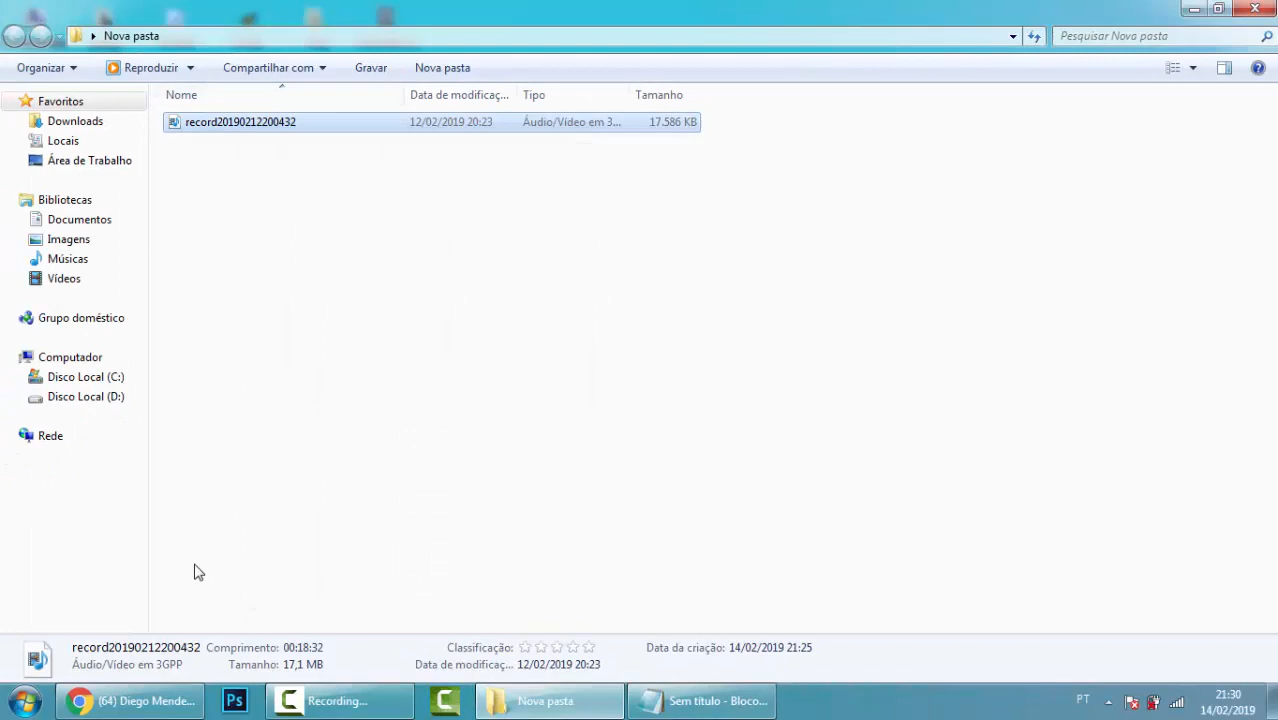 Nova pasta
Pesquisar Nova pasta
Organizar
Reproduzir
Compartilhar com
Gravar
Nova pasta
Nome
Data de modificaç...
Tipo
Tamanho
record20190212200432
12/02/2019 20:23
Áudio/Vídeo em 3...
17.586 KB
Favoritos
Downloads
Locais
Área de Trabalho
Bibliotecas
Documentos
Imagens
Músicas
Vídeos
Grupo doméstico
Computador
Disco Local (C:)
Disco Local (D:)
Rede
record20190212200432
Comprimento: 00:18:32
Classificação:
Data da criação: 14/02/2019 21:25
Áudio/Vídeo em 3GPP
Tamanho: 17,1 MB
Data de modificaç... 12/02/2019 20:23
(64) Diego Mende...
Ps
Recording...
Nova pasta
Sem título - Bloco...
PT
21:30
14/02/2019